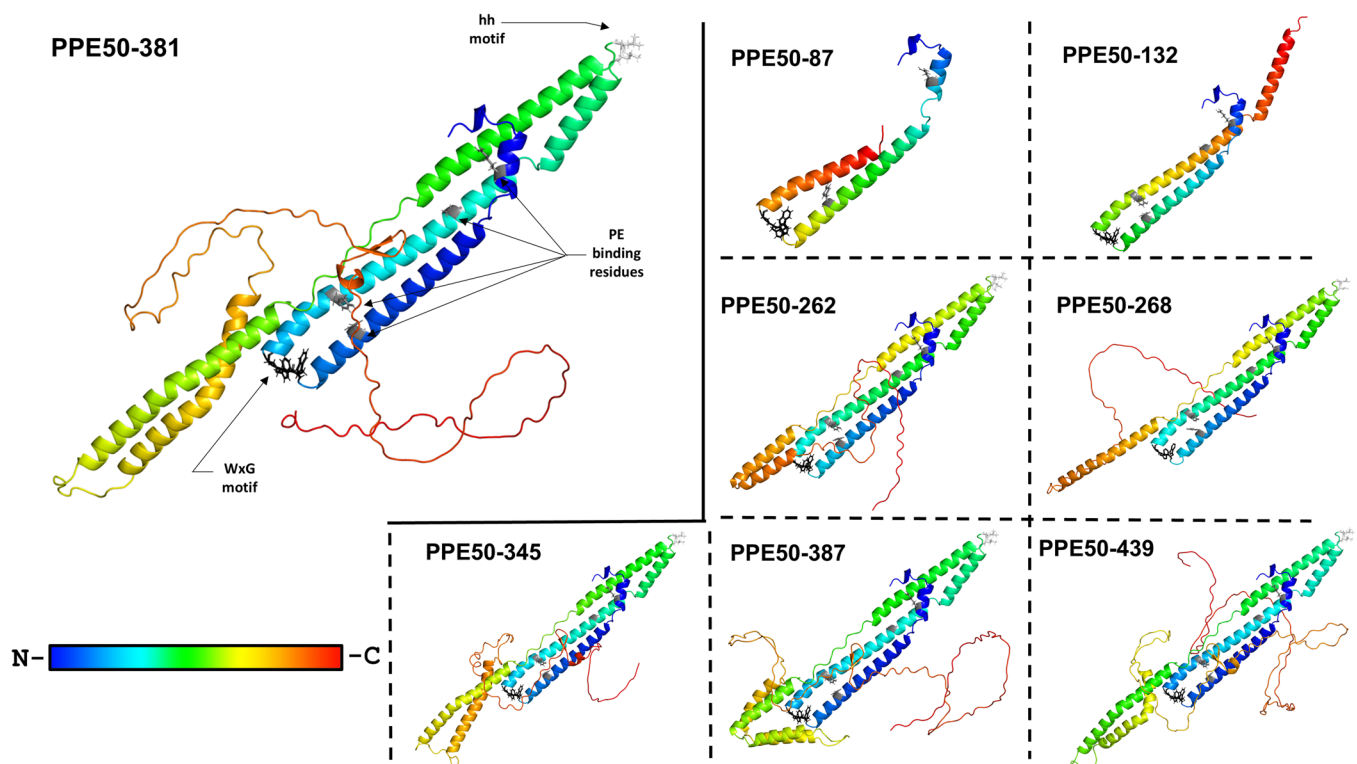 hh
motif
PPE50-381
PPE50-87
PPE50-132
PE
binding
residues
PPE50-262
PPE50-268
WxG
motif
PPE50-345
PPE50-387
PPE50-439
N-
-C